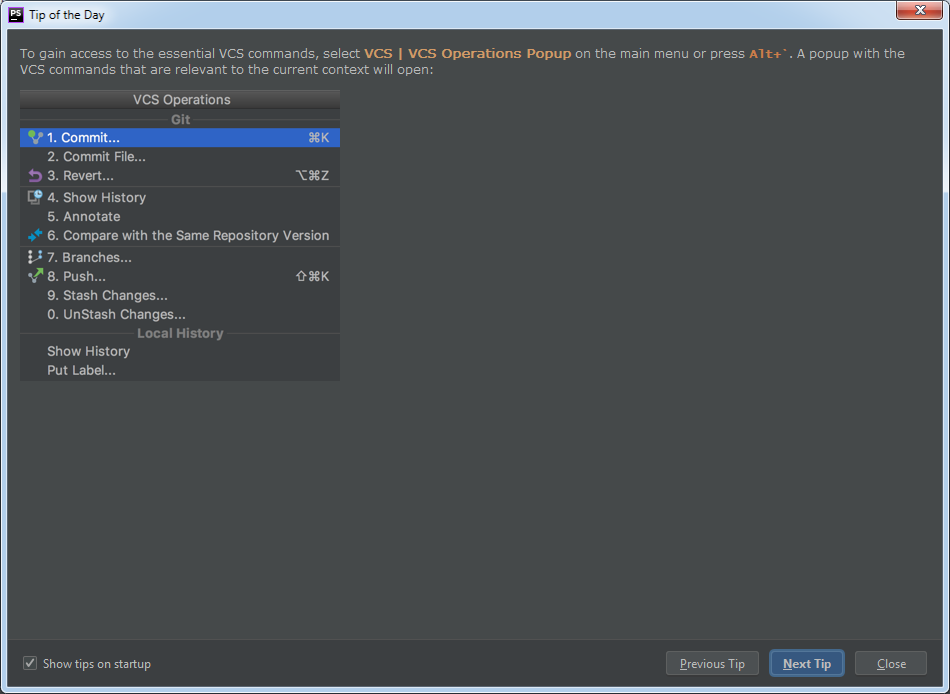 PS Tip of the Day
To gain access to the essential VCS commands, select VCS | VCS Operations Popup on the main menu or press Alt+`. A popup with the
VCS commands that are relevant to the current context will open:
VCS Operations
Git
1. Commit... ⌘K
2. Commit File...
3. Revert... ⌥⌘Z
4. Show History
5. Annotate
6. Compare with the Same Repository Version
7. Branches...
8. Push... ⇧⌘K
9. Stash Changes...
0. UnStash Changes...
Local History
Show History
Put Label...
Show tips on startup Previous Tip Next Tip Close